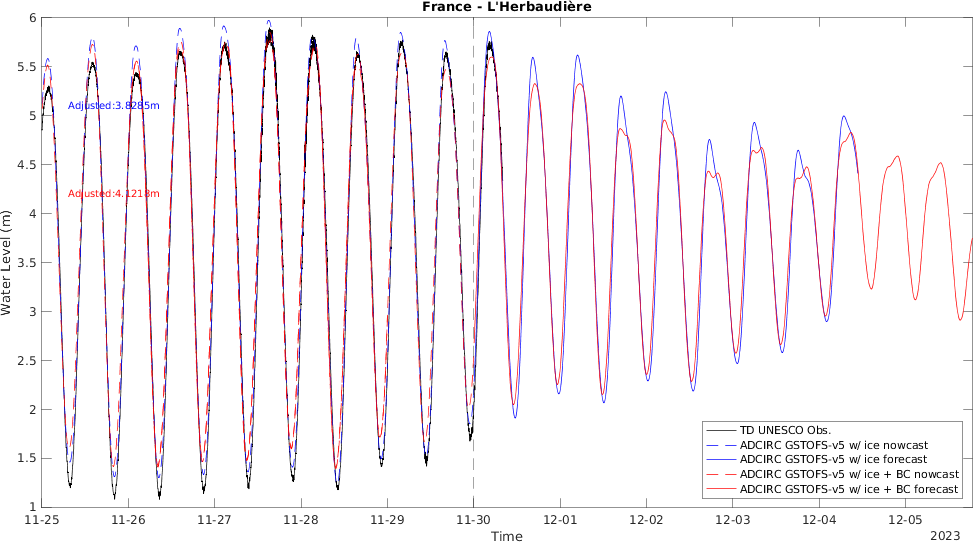 France - L'Herbaudière
6
5.5
5
4.5
4
3.5
3
2.5
2
1.5
1
Water Level (m)
Adjusted:3.8285m
Adjusted:4.1218m
TD UNESCO Obs.
ADCIRC GSTOFS-v5 w/ ice nowcast
ADCIRC GSTOFS-v5 w/ ice forecast
ADCIRC GSTOFS-v5 w/ ice + BC nowcast
ADCIRC GSTOFS-v5 w/ ice + BC forecast
11-25 11-26 11-27 11-28 11-29 11-30 12-01 12-02 12-03 12-04 12-05
Time
2023